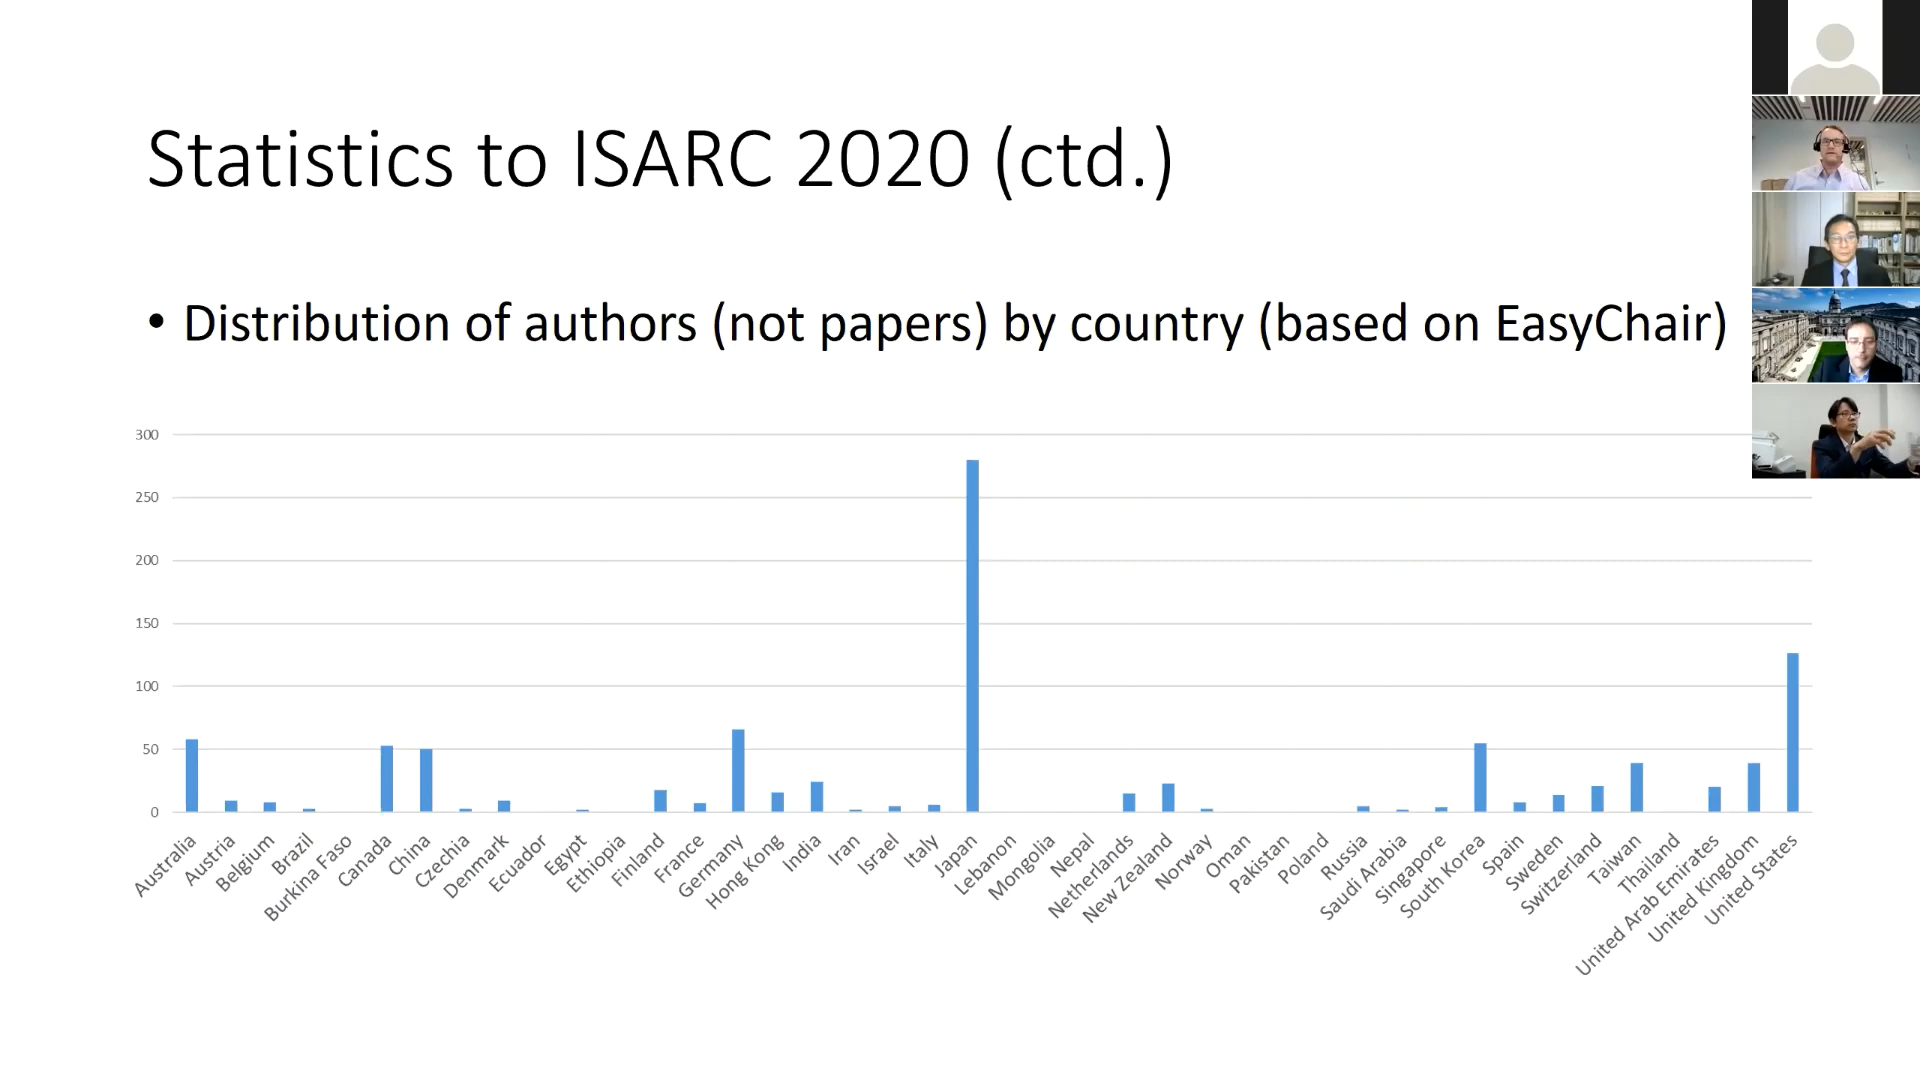 Statistics to ISARC 2020 (ctd.)
• Distribution of authors (not papers) by country (based on EasyChair)
300
250
200
150
100
50
0
Australia
Austria
Belgium
Brazil
Burkina Faso
Canada
China
Czechia
Denmark
Ecuador
Egypt
Ethiopia
Finland
France
Germany
Hong Kong
India
Iran
Israel
Italy
Japan
Lebanon
Mongolia
Nepal
Netherlands
New Zealand
Norway
Oman
Pakistan
Poland
Russia
Saudi Arabia
Singapore
South Korea
Spain
Sweden
Switzerland
Taiwan
Thailand
United Arab Emirates
United Kingdom
United States